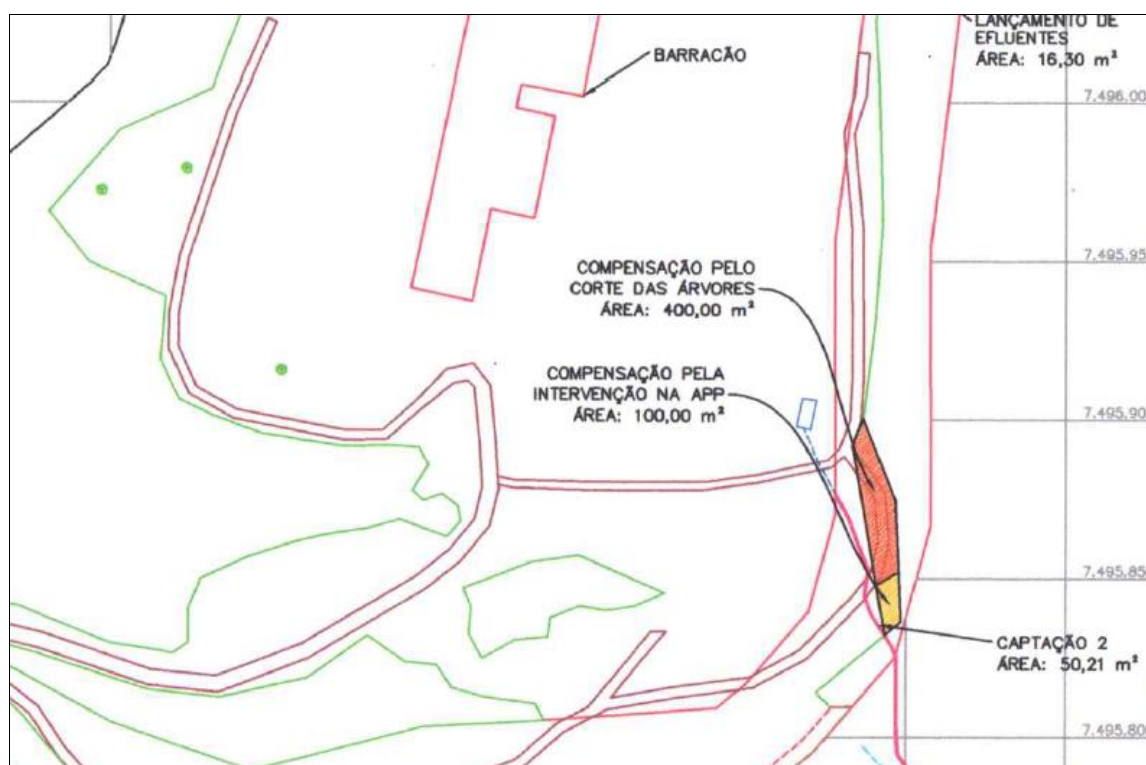 LANÇAMENTO DE
EFLUENTES
ÁREA: 16,30 m²
BARRACÃO
7.496.00
7.495.95
COMPENSAÇÃO PELO
CORTE DAS ÁRVORES
ÁREA: 400,00 m²
COMPENSAÇÃO PELA
INTERVENÇÃO NA APP
ÁREA: 100,00 m²
7.495.90
7.495.85
CAPTAÇÃO 2
ÁREA: 50,21 m²
7.495.80